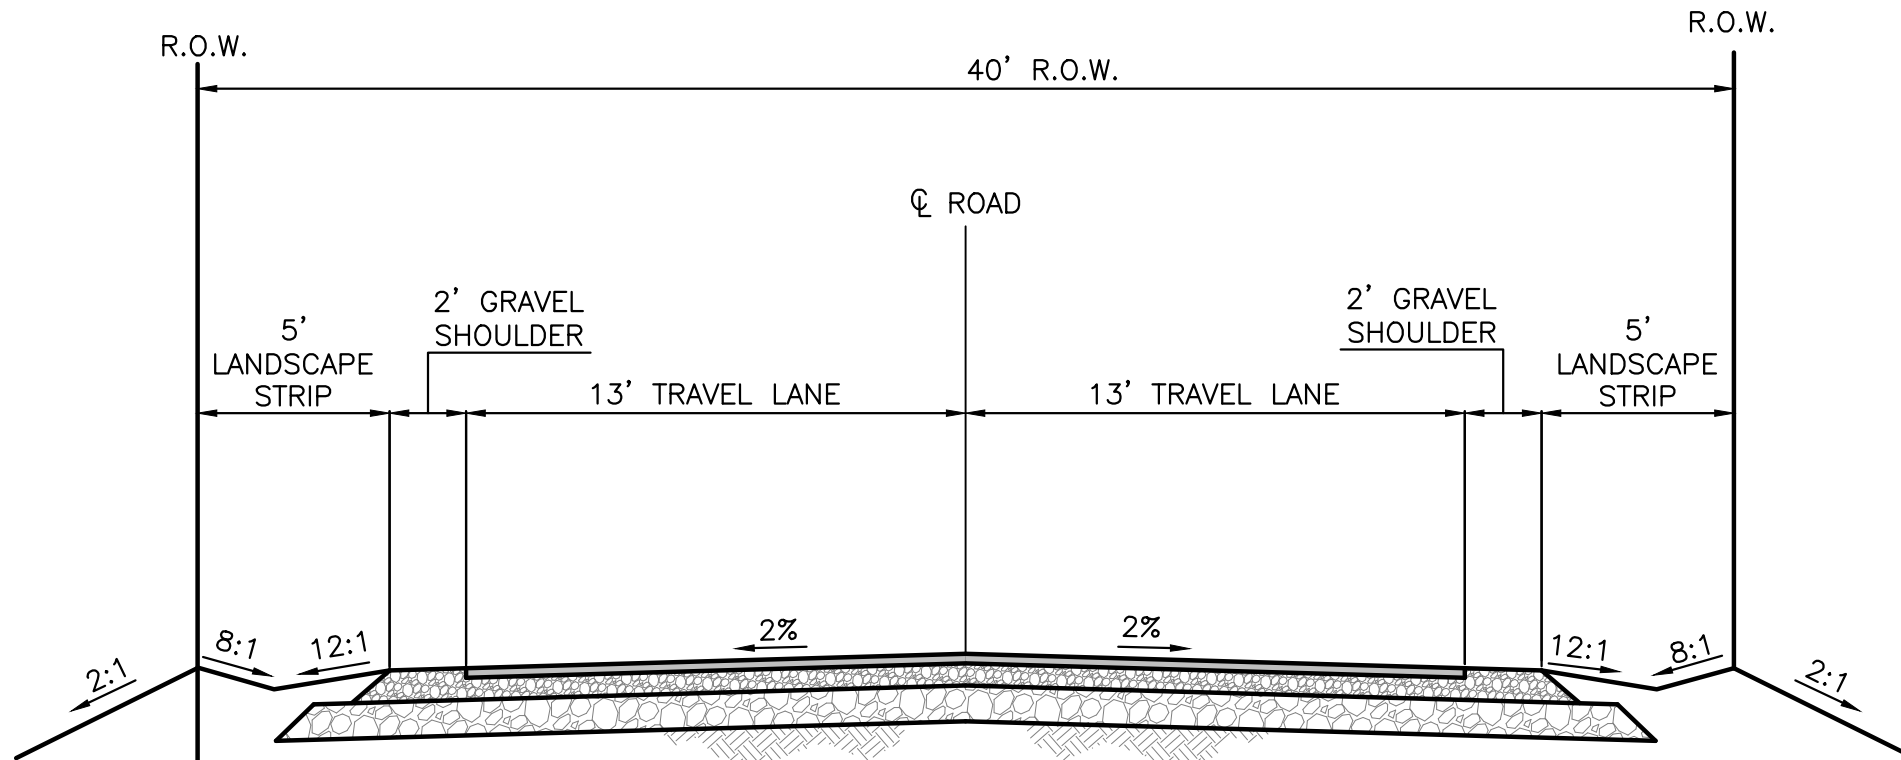 R.O.W.
R.O.W.
40' R.O.W.
℄ ROAD
2' GRAVEL
SHOULDER
2' GRAVEL
SHOULDER
5'
LANDSCAPE
STRIP
5'
LANDSCAPE
STRIP
13' TRAVEL LANE
13' TRAVEL LANE
2:1
8:1
12:1
2%
2%
12:1
8:1
2:1